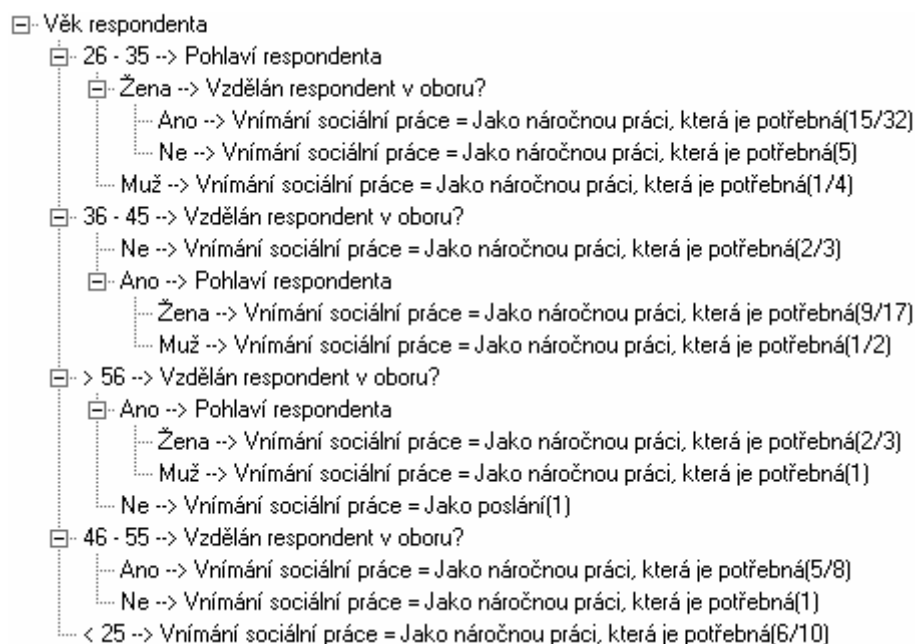 Věk respondenta
26 - 35 --> Pohlaví respondenta
Žena --> Vzdělán respondent v oboru?
Ano --> Vnímání sociální práce = Jako náročnou práci, která je potřebná(15/32)
Ne --> Vnímání sociální práce = Jako náročnou práci, která je potřebná(5)
Muž --> Vnímání sociální práce = Jako náročnou práci, která je potřebná(1/4)
36 - 45 --> Vzdělán respondent v oboru?
Ne --> Vnímání sociální práce = Jako náročnou práci, která je potřebná(2/3)
Ano --> Pohlaví respondenta
Žena --> Vnímání sociální práce = Jako náročnou práci, která je potřebná(9/17)
Muž --> Vnímání sociální práce = Jako náročnou práci, která je potřebná(1/2)
> 56 --> Vzdělán respondent v oboru?
Ano --> Pohlaví respondenta
Žena --> Vnímání sociální práce = Jako náročnou práci, která je potřebná(2/3)
Muž --> Vnímání sociální práce = Jako náročnou práci, která je potřebná(1)
Ne --> Vnímání sociální práce = Jako poslání(1)
46 - 55 --> Vzdělán respondent v oboru?
Ano --> Vnímání sociální práce = Jako náročnou práci, která je potřebná(5/8)
Ne --> Vnímání sociální práce = Jako náročnou práci, která je potřebná(1)
< 25 --> Vnímání sociální práce = Jako náročnou práci, která je potřebná(6/10)